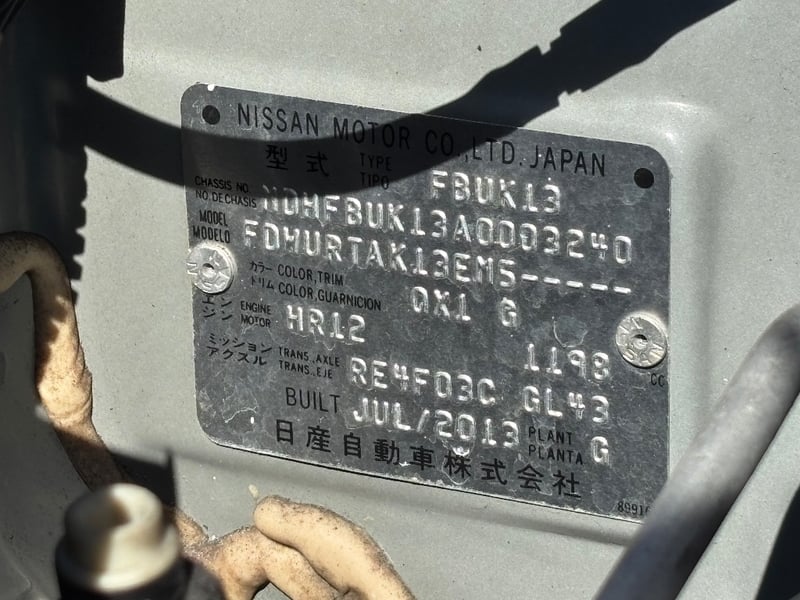 NISSAN MOTOR CO.,LTD. JAPAN
型式 TYPE TIPO FBUK13
CHASSIS NO NO.DE CHASIS MDHFBUK13A0003240
MODEL MODELO FDWURTAK13EM5-----
カラー COLOR,TRIM トリム COLOR,GUARNICION QX1 G
エンジン ENGINE MOTOR HR12 1198 CC
ミッション アクスル TRANS.,AXLE TRANS.,EJE RE4F03C GL43
BUILT JUL/2013 PLANT PLANTA G
日産自動車株式会社